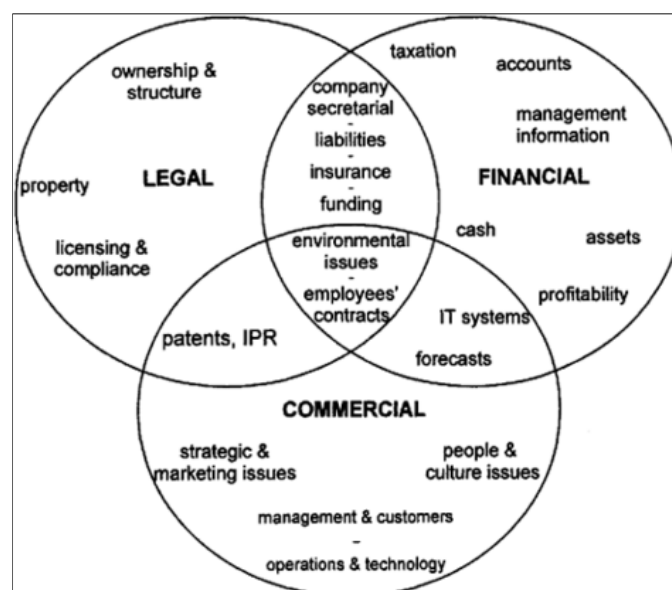 taxation
ownership &
structure
accounts
company
secretarial
-
liabilities
-
insurance
-
funding
management
information
property
LEGAL
FINANCIAL
licensing &
compliance
cash
assets
environmental
issues
-
employees'
contracts
profitability
IT systems
patents, IPR
forecasts
COMMERCIAL
strategic &
marketing issues
people &
culture issues
management & customers
-
operations & technology